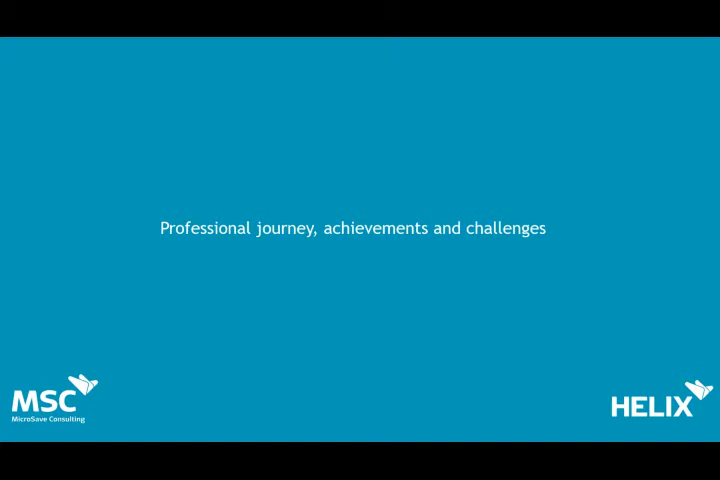 Professional journey, achievements and challenges
MSC
MicroSave Consulting
HELIX